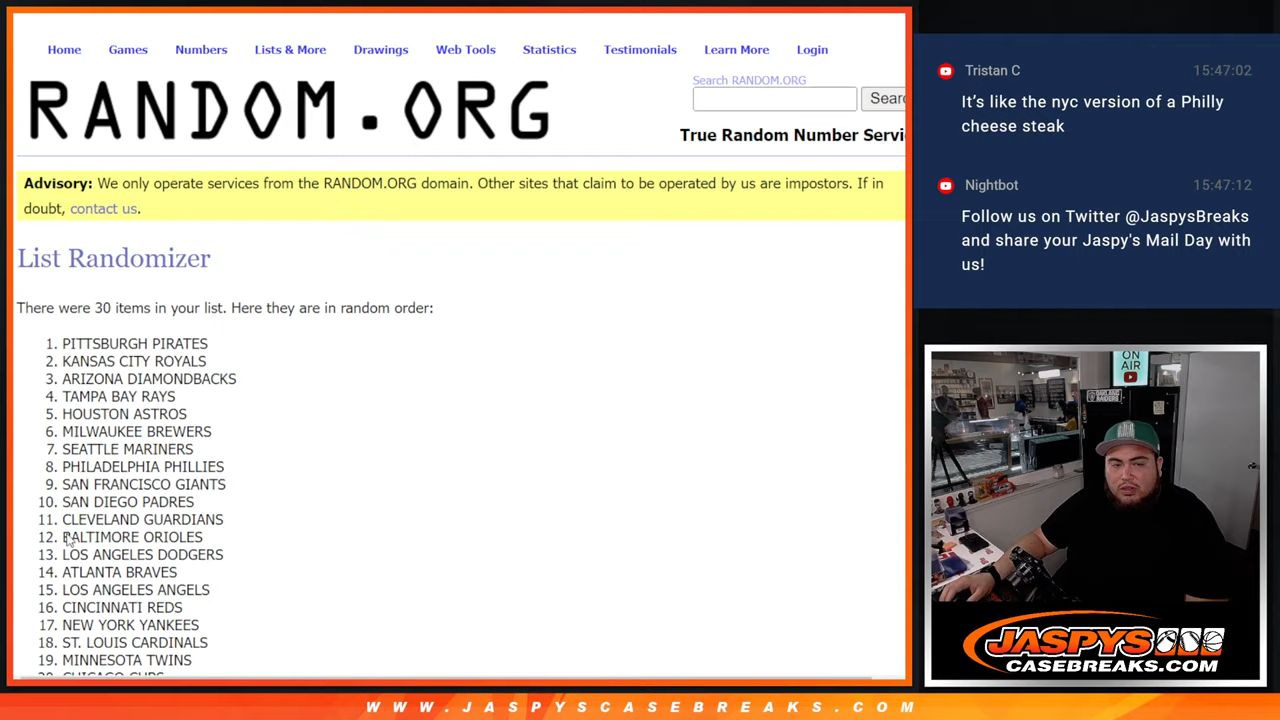 Home Games Numbers Lists & More Drawings Web Tools Statistics Testimonials Learn More Login
RANDOM.ORG
Search RANDOM.ORG
Searc
True Random Number Servi
Advisory: We only operate services from the RANDOM.ORG domain. Other sites that claim to be operated by us are impostors. If in
doubt, contact us.
List Randomizer
There were 30 items in your list. Here they are in random order:
1. PITTSBURGH PIRATES
2. KANSAS CITY ROYALS
3. ARIZONA DIAMONDBACKS
4. TAMPA BAY RAYS
5. HOUSTON ASTROS
6. MILWAUKEE BREWERS
7. SEATTLE MARINERS
8. PHILADELPHIA PHILLIES
9. SAN FRANCISCO GIANTS
10. SAN DIEGO PADRES
11. CLEVELAND GUARDIANS
12. BALTIMORE ORIOLES
13. LOS ANGELES DODGERS
14. ATLANTA BRAVES
15. LOS ANGELES ANGELS
16. CINCINNATI REDS
17. NEW YORK YANKEES
18. ST. LOUIS CARDINALS
19. MINNESOTA TWINS
20. CHICAGO CUBS
Tristan C 15:47:02
It’s like the nyc version of a Philly
cheese steak
Nightbot 15:47:12
Follow us on Twitter @JaspysBreaks
and share your Jaspy's Mail Day with
us!
ON
AIR
OAKLAND
RAIDERS
JASPYS
CASEBREAKS.COM
WWW.JASPYSCASEBREAKS.COM